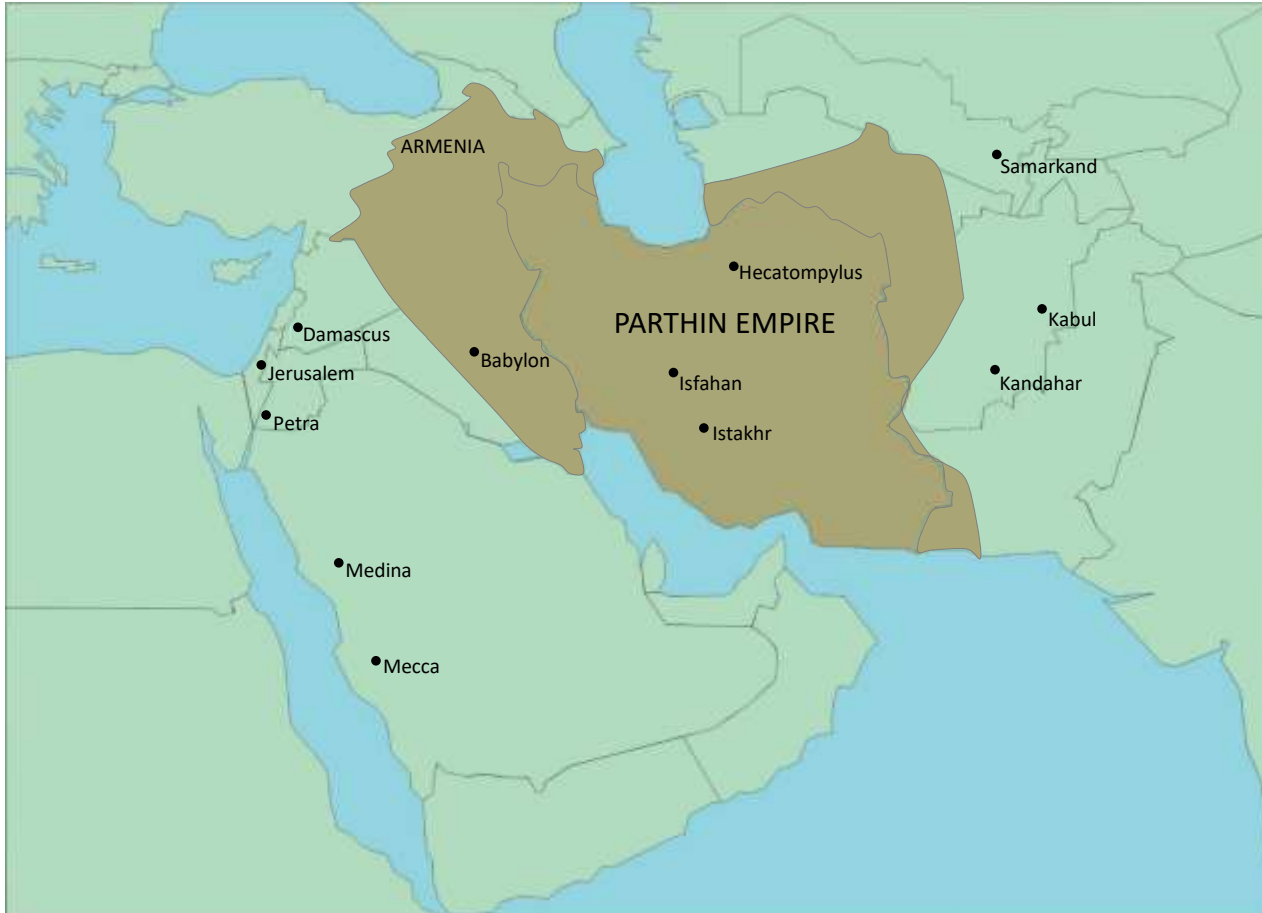 ARMENIA
Samarkand
Hecatompylus
Kabul
PARTHIN EMPIRE
Damascus
Babylon
Jerusalem
Isfahan
Kandahar
Petra
Istakhr
Medina
Mecca